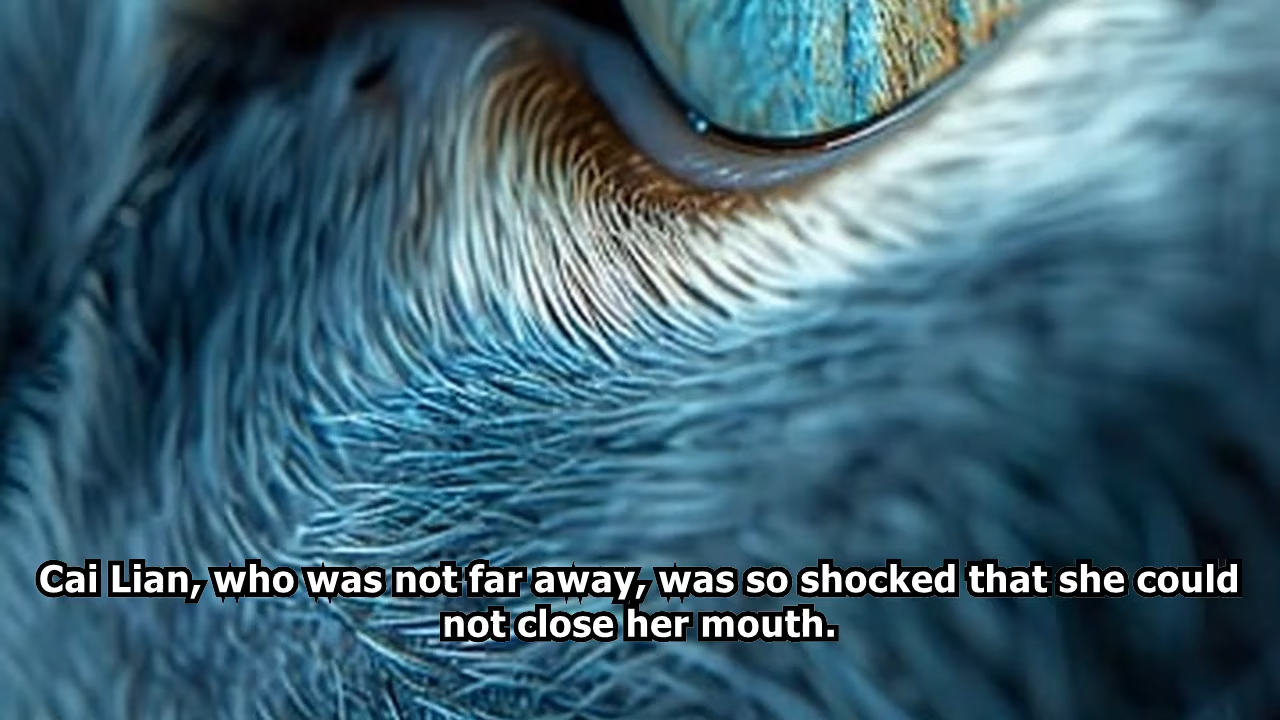 Cai Lian, who was not far away, was so shocked that she could
not close her mouth.